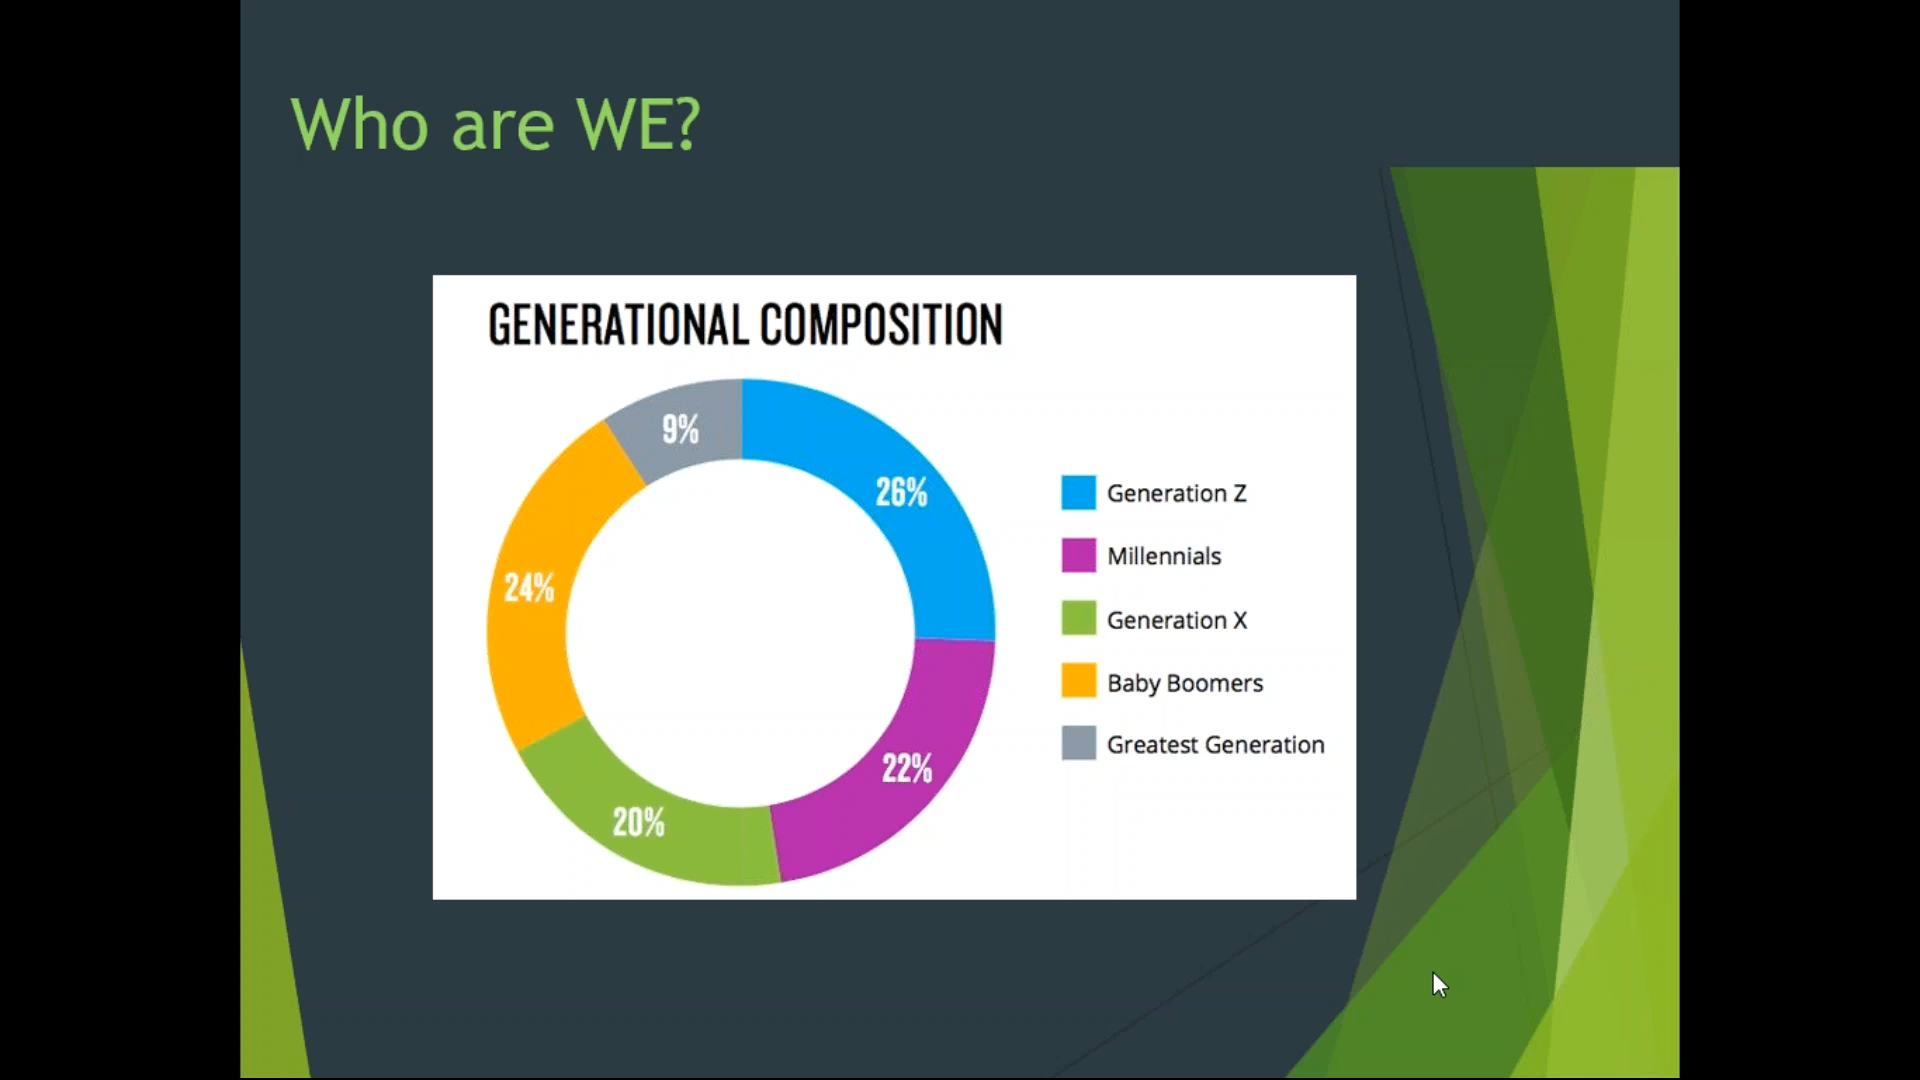 Who are WE?
GENERATIONAL COMPOSITION
9%
26%
24%
22%
20%
Generation Z
Millennials
Generation X
Baby Boomers
Greatest Generation